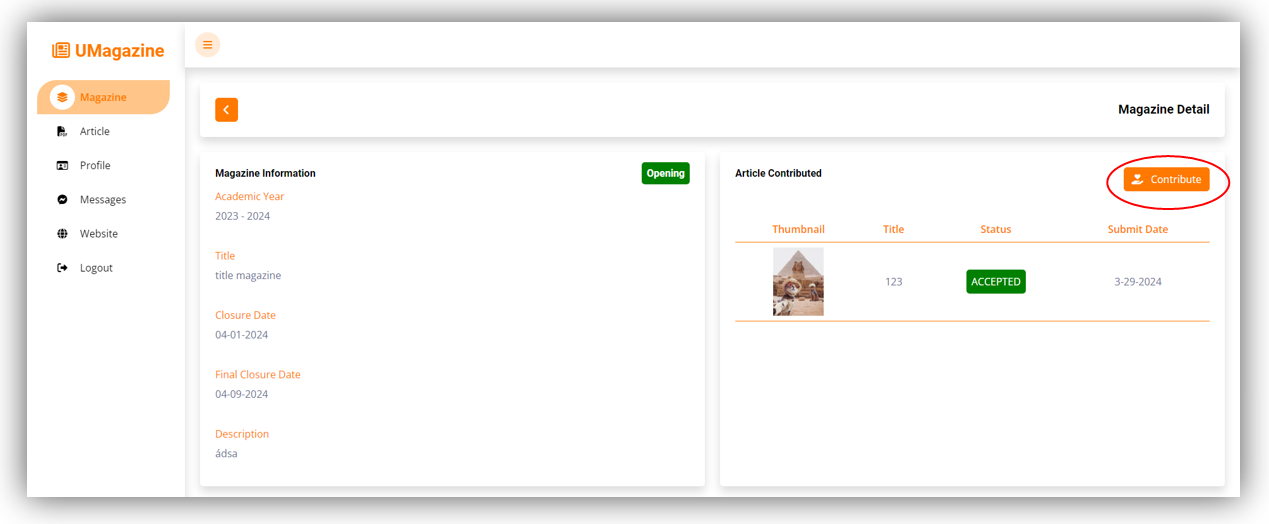 UMagazine
Magazine
Article
Profile
Messages
Website
Logout
Magazine Detail
Magazine Information
Opening
Academic Year
2023 - 2024
Title
title magazine
Closure Date
04-01-2024
Final Closure Date
04-09-2024
Description
ádsa
Article Contributed
Contribute
Thumbnail Title Status Submit Date
123 ACCEPTED 3-29-2024